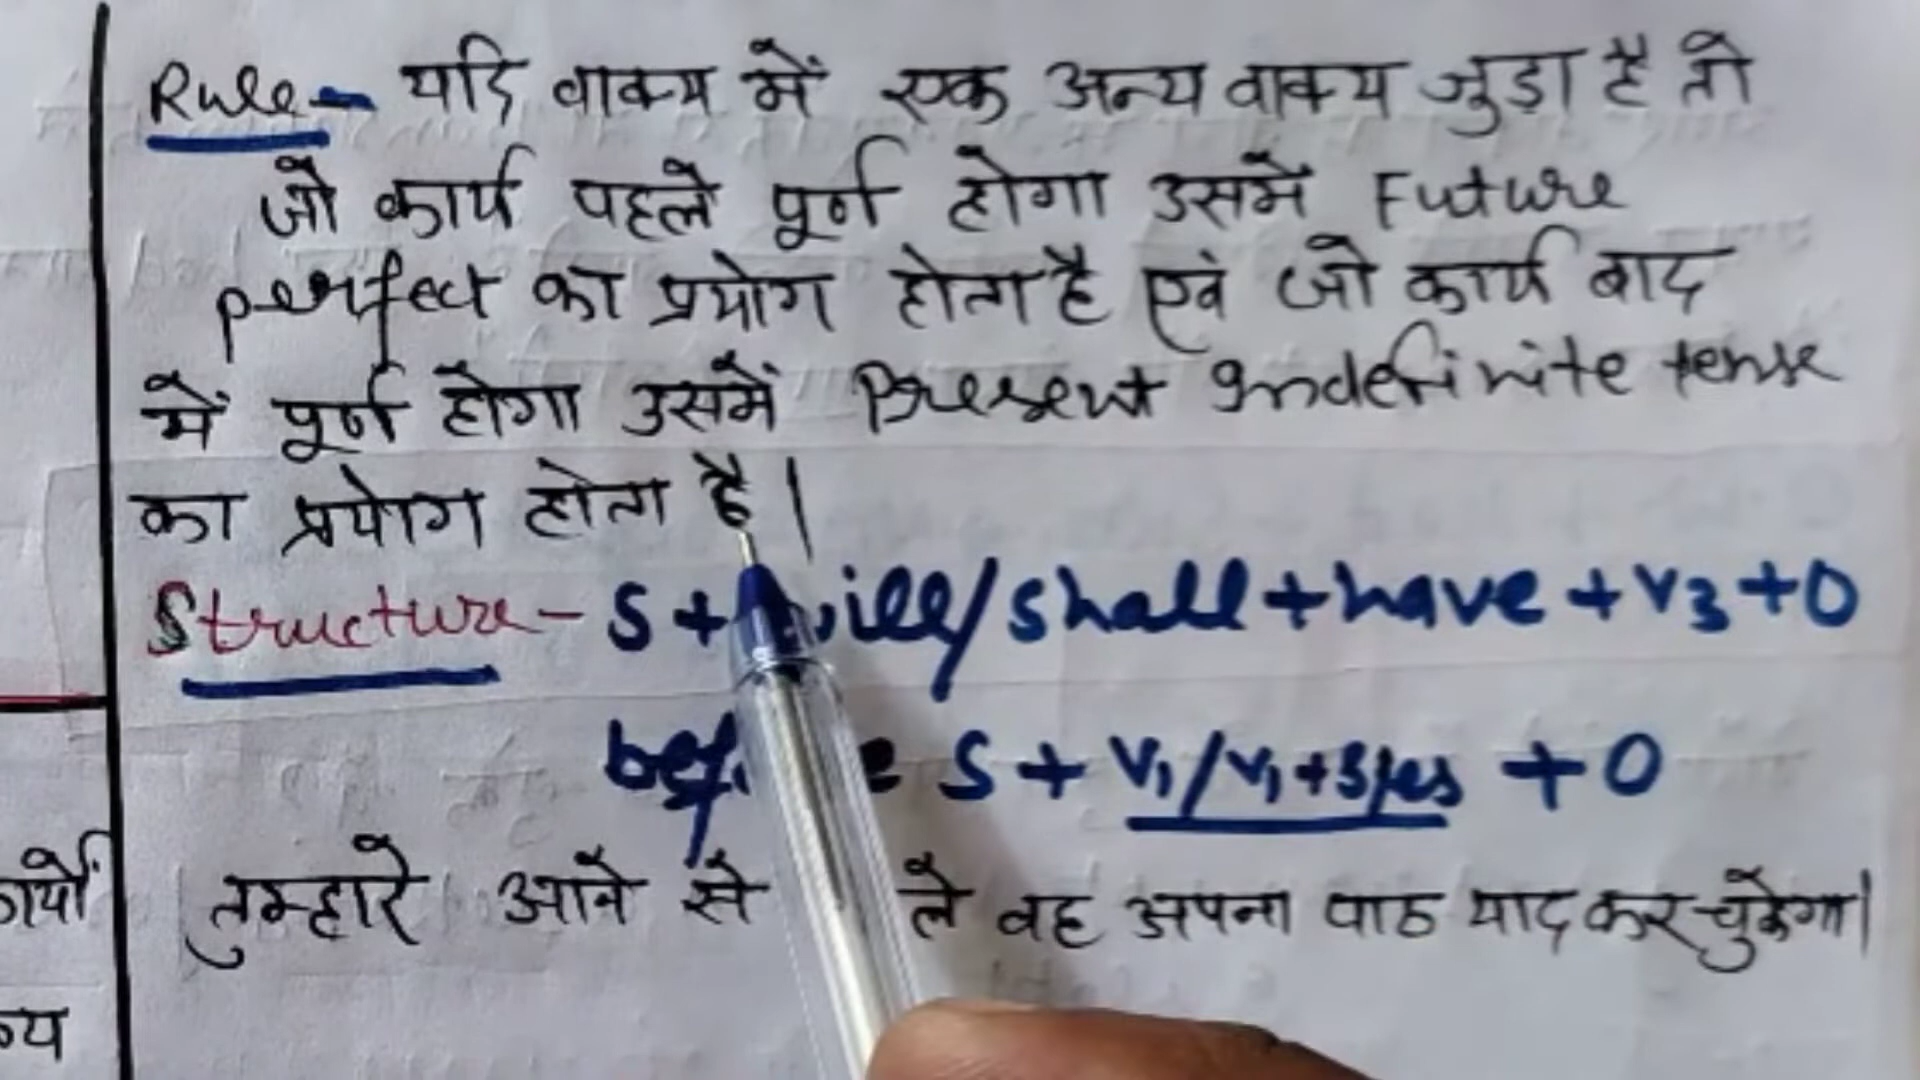 Rule- यदि वाक्य में एक अन्य वाक्य जुड़ा है तो
जो कार्य पहले पूर्ण होगा उसमें Future
perfect का प्रयोग होता है एवं जो कार्य बाद
में पूर्ण होगा उसमें Present Indefinite tense
का प्रयोग होता है।
Structure- S + will/shall + have + V3 + O
S + V1/V1+s/es + O
तुम्हारे आने से वह अपना पाठ याद कर चुकेगा।